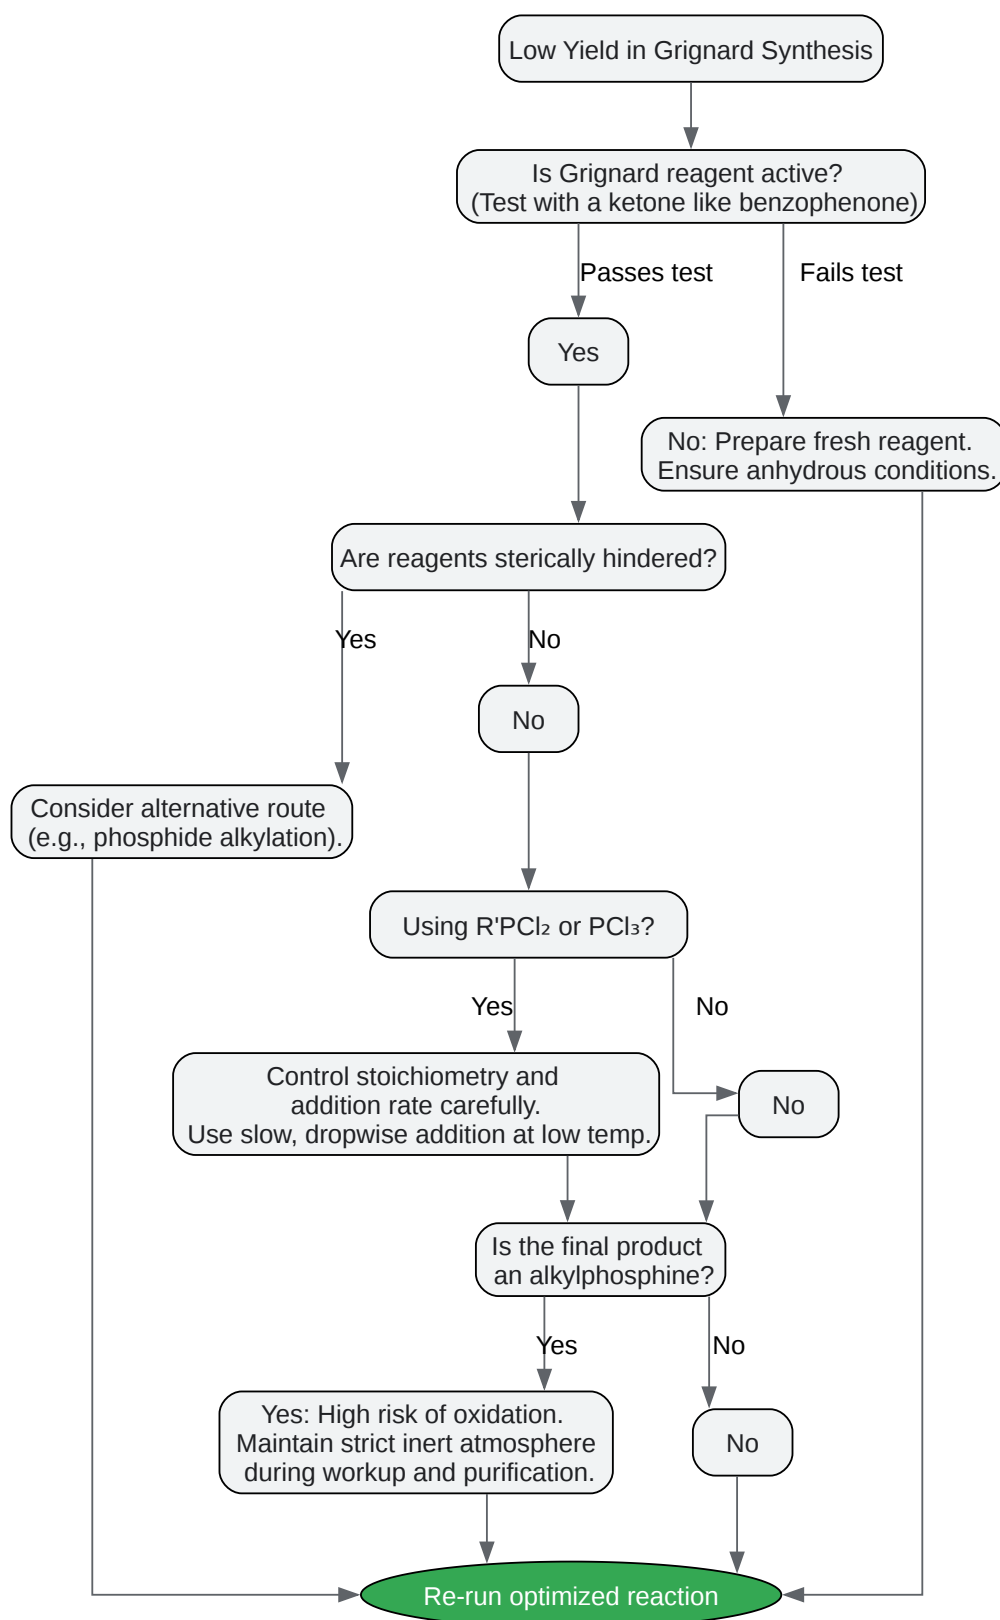 Low Yield in Grignard Synthesis
Is Grignard reagent active?
(Test with a ketone like benzophenone)
Passes test
Fails test
Yes
No: Prepare fresh reagent.
Ensure anhydrous conditions.
Are reagents sterically hindered?
Yes
No
No
Consider alternative route
(e.g., phosphide alkylation).
Using R'PCl₂ or PCl₃?
Yes
No
Control stoichiometry and
addition rate carefully.
Use slow, dropwise addition at low temp.
No
Is the final product
an alkylphosphine?
Yes
No
Yes: High risk of oxidation.
Maintain strict inert atmosphere
during workup and purification.
No
Re-run optimized reaction